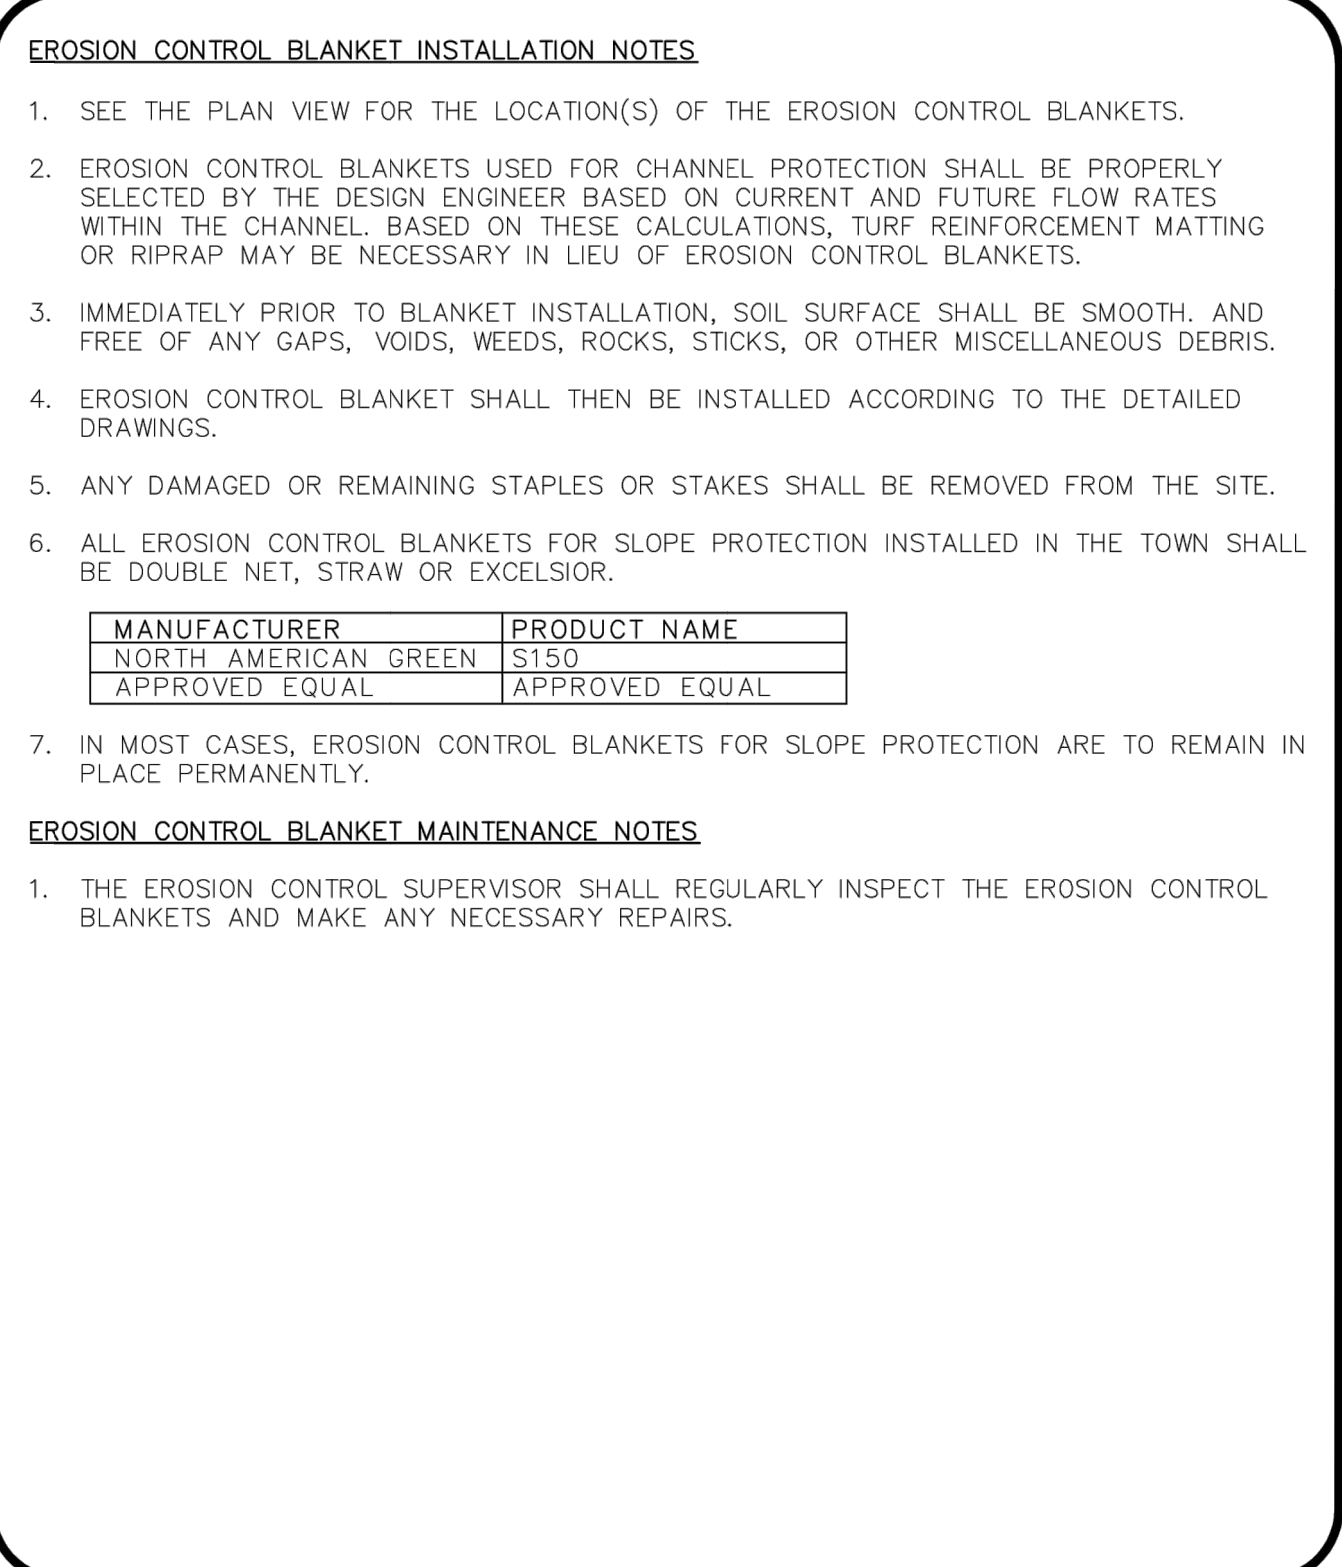 EROSION CONTROL BLANKET INSTALLATION NOTES
1. SEE THE PLAN VIEW FOR THE LOCATION(S) OF THE EROSION CONTROL BLANKETS.
2. EROSION CONTROL BLANKETS USED FOR CHANNEL PROTECTION SHALL BE PROPERLY
SELECTED BY THE DESIGN ENGINEER BASED ON CURRENT AND FUTURE FLOW RATES
WITHIN THE CHANNEL. BASED ON THESE CALCULATIONS, TURF REINFORCEMENT MATTING
OR RIPRAP MAY BE NECESSARY IN LIEU OF EROSION CONTROL BLANKETS.
3. IMMEDIATELY PRIOR TO BLANKET INSTALLATION, SOIL SURFACE SHALL BE SMOOTH. AND
FREE OF ANY GAPS, VOIDS, WEEDS, ROCKS, STICKS, OR OTHER MISCELLANEOUS DEBRIS.
4. EROSION CONTROL BLANKET SHALL THEN BE INSTALLED ACCORDING TO THE DETAILED
DRAWINGS.
5. ANY DAMAGED OR REMAINING STAPLES OR STAKES SHALL BE REMOVED FROM THE SITE.
6. ALL EROSION CONTROL BLANKETS FOR SLOPE PROTECTION INSTALLED IN THE TOWN SHALL
BE DOUBLE NET, STRAW OR EXCELSIOR.
MANUFACTURER PRODUCT NAME
NORTH AMERICAN GREEN S150
APPROVED EQUAL APPROVED EQUAL
7. IN MOST CASES, EROSION CONTROL BLANKETS FOR SLOPE PROTECTION ARE TO REMAIN IN
PLACE PERMANENTLY.
EROSION CONTROL BLANKET MAINTENANCE NOTES
1. THE EROSION CONTROL SUPERVISOR SHALL REGULARLY INSPECT THE EROSION CONTROL
BLANKETS AND MAKE ANY NECESSARY REPAIRS.